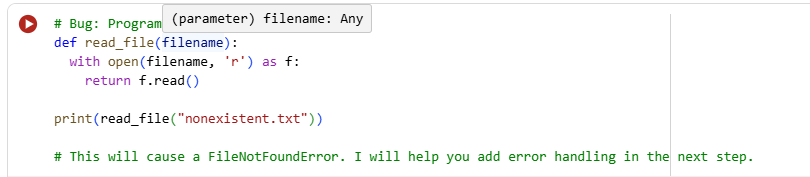 # Bug: Program
(parameter) filename: Any
def read_file(filename):
  with open(filename, 'r') as f:
    return f.read()

print(read_file("nonexistent.txt"))

# This will cause a FileNotFoundError. I will help you add error handling in the next step.